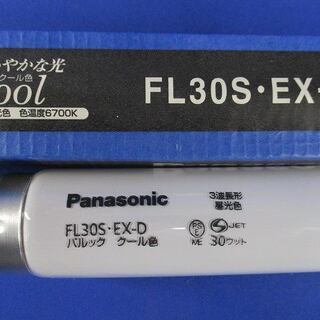 やかな光
クール色
ool
光色 色温度6700K
FL30S・EX-
Panasonic
3波長形
昼光色
FL30S・EX-D
パルック クール色
PS
E
ME
JET
30ワット